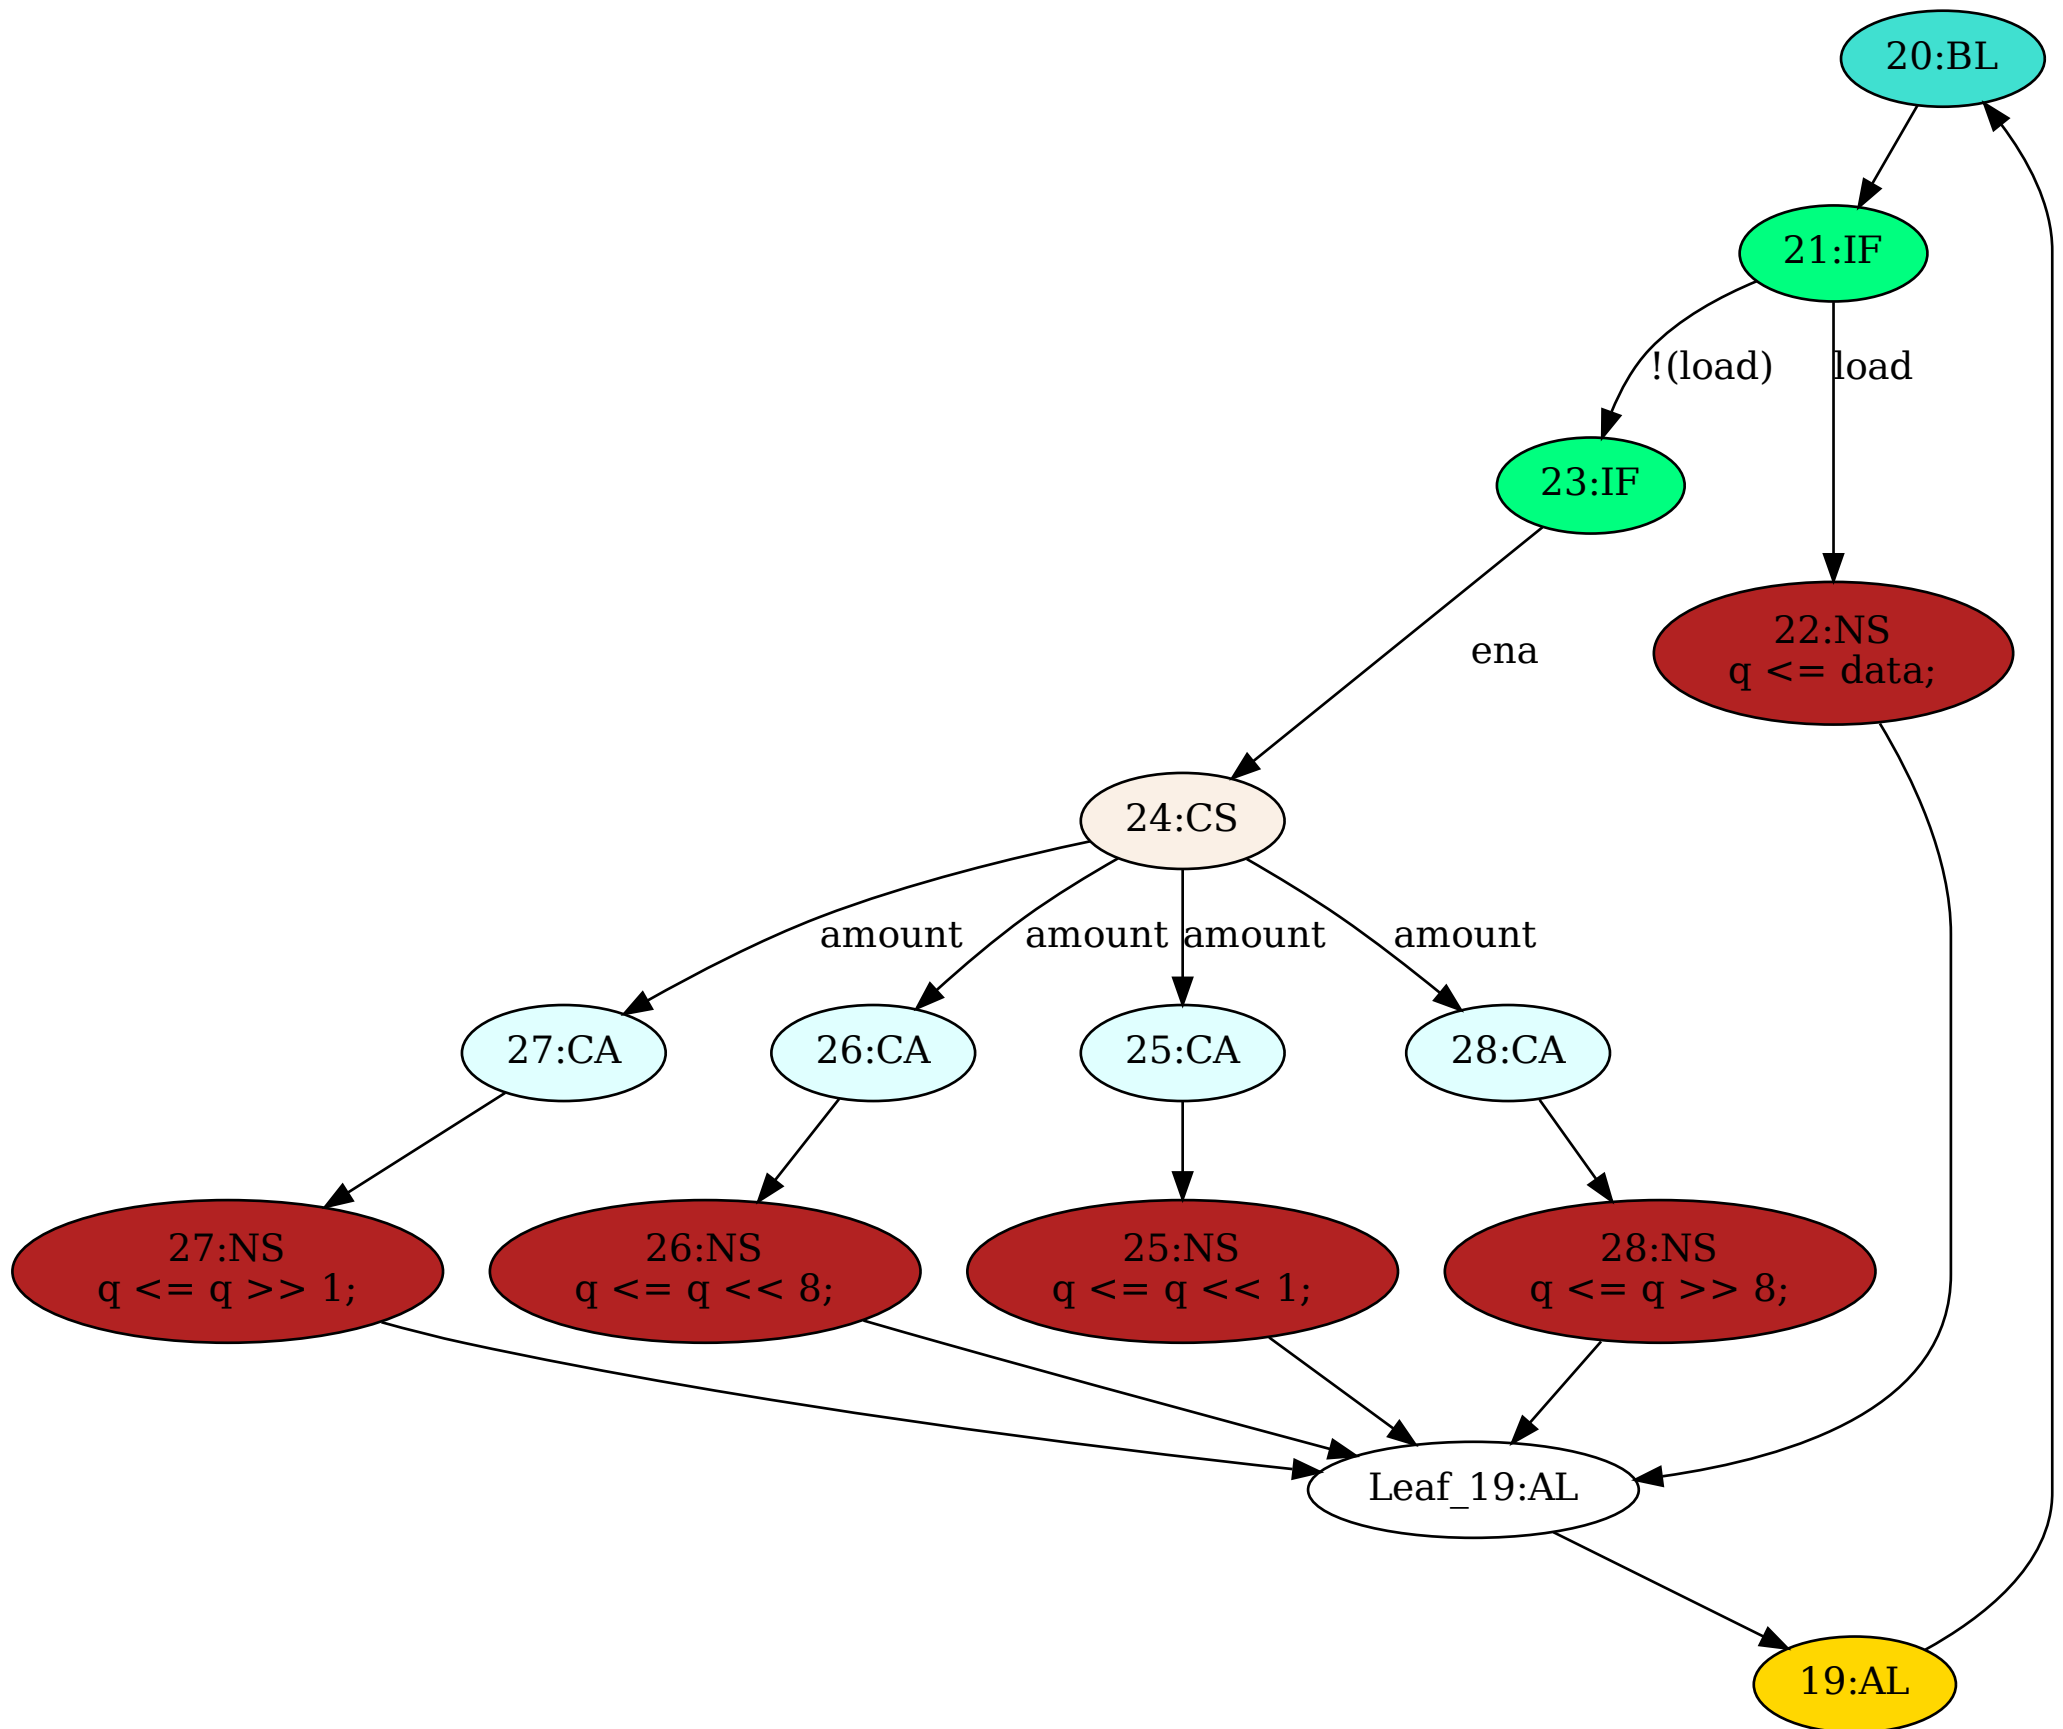 20:BL
21:IF
!(load)
load
23:IF
22:NS
q <= data;
ena
24:CS
amount
amount
amount
amount
27:CA
26:CA
25:CA
28:CA
27:NS
q <= q >> 1;
26:NS
q <= q << 8;
25:NS
q <= q << 1;
28:NS
q <= q >> 8;
Leaf_19:AL
19:AL